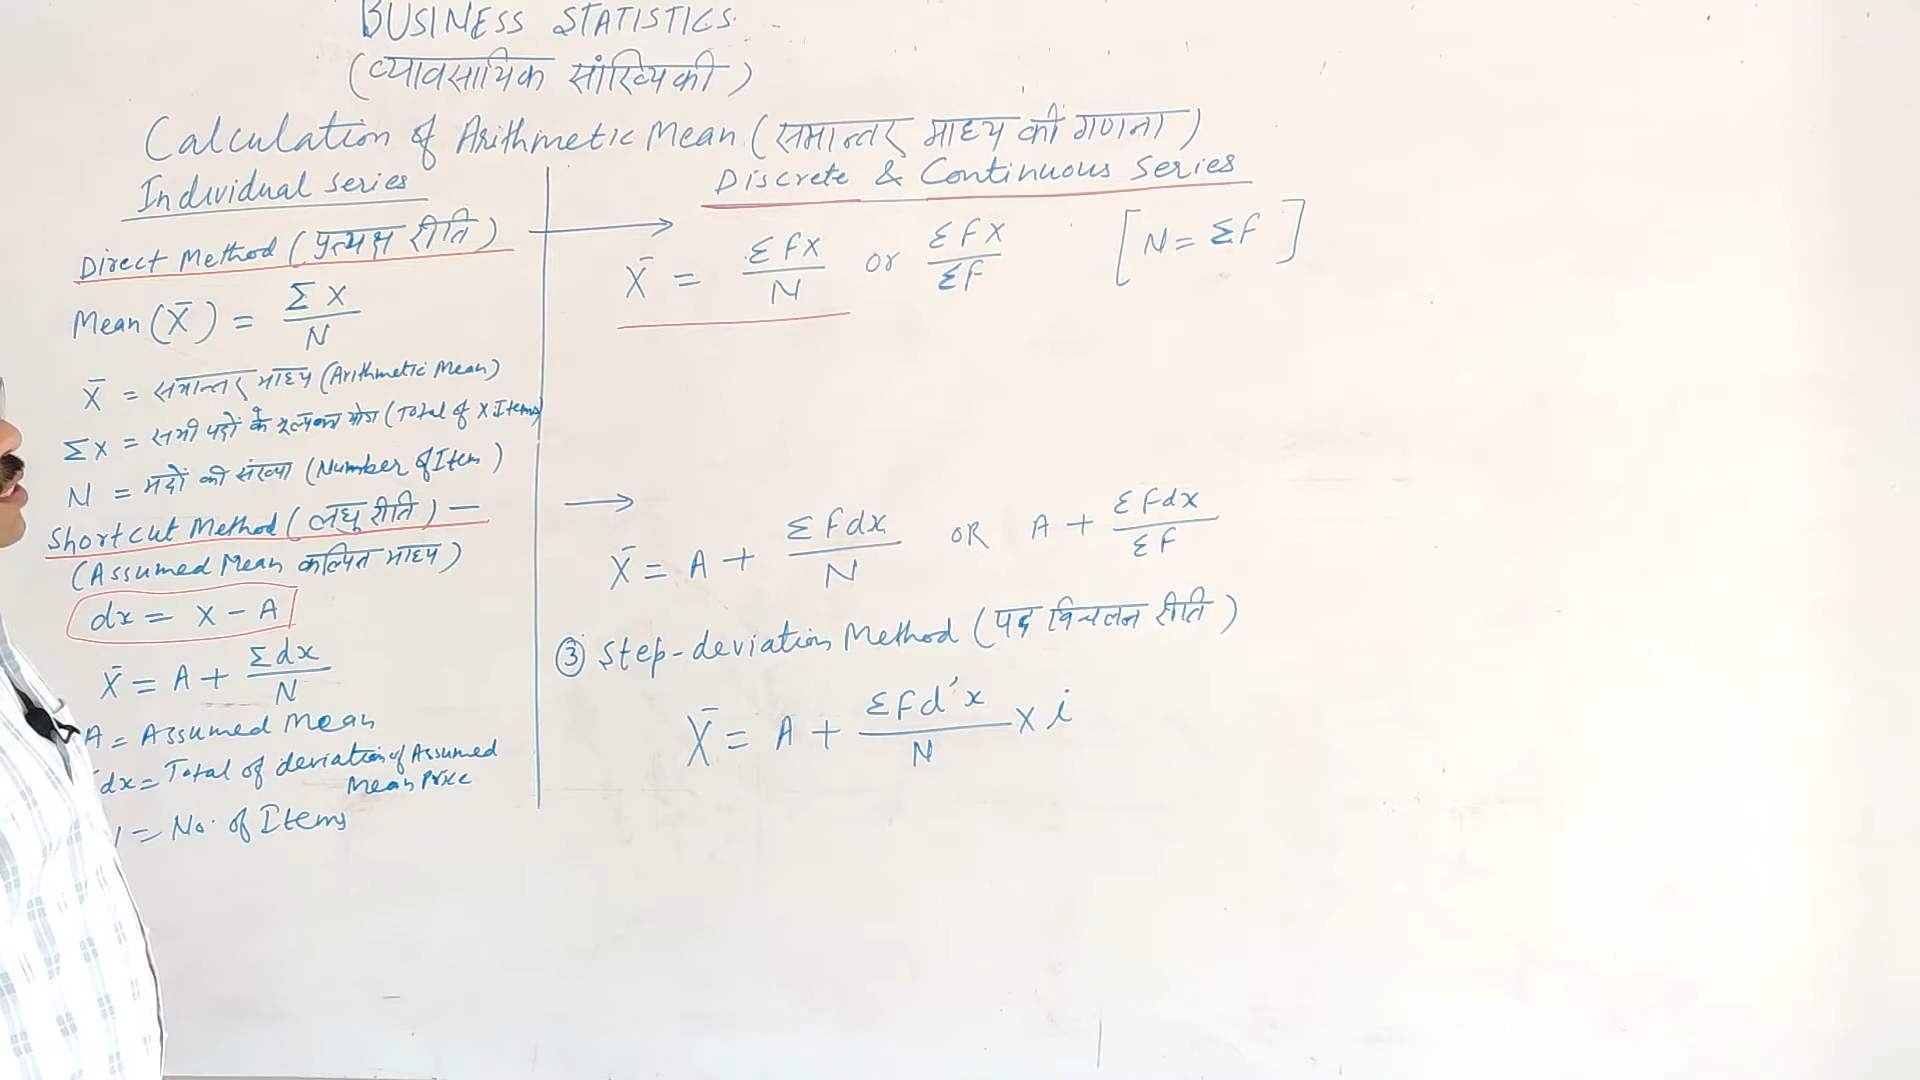 BUSINESS STATISTICS
(व्यावसायिक सांख्यिकी)
Calculation of Arithmetic Mean (समान्तर माध्य की गणना)
Individual Series
Direct Method (प्रत्यक्ष रीति)
Mean (X̄) = ΣX / N
X̄ = समान्तर माध्य (Arithmetic Mean)
ΣX = सभी पदों के मूल्यों का योग (Total of X Items)
N = मदों की संख्या (Number of Item)
Shortcut Method (लघु रीति) —
(Assumed Mean कल्पित माध्य)
dx = X - A
X̄ = A + Σdx / N
A = Assumed Mean
dx = Total of deviation of Assumed
Mean Price
= No. of Items
Discrete & Continuous Series
→ X̄ = Σfx / N or Σfx / Σf [N = Σf]
→ X̄ = A + Σfdx / N OR A + Σfdx / Σf
③ Step-deviation Method (पद विचलन रीति)
X̄ = A + Σfd'x / N × i